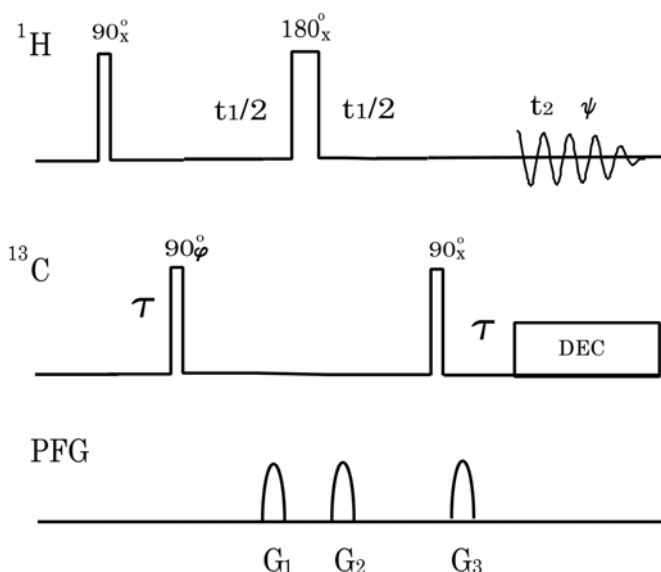 ¹H 90°x 180°x
t1/2 t1/2 t2 ψ
¹³C 90°φ 90°x
τ τ DEC
PFG
G₁ G₂ G₃